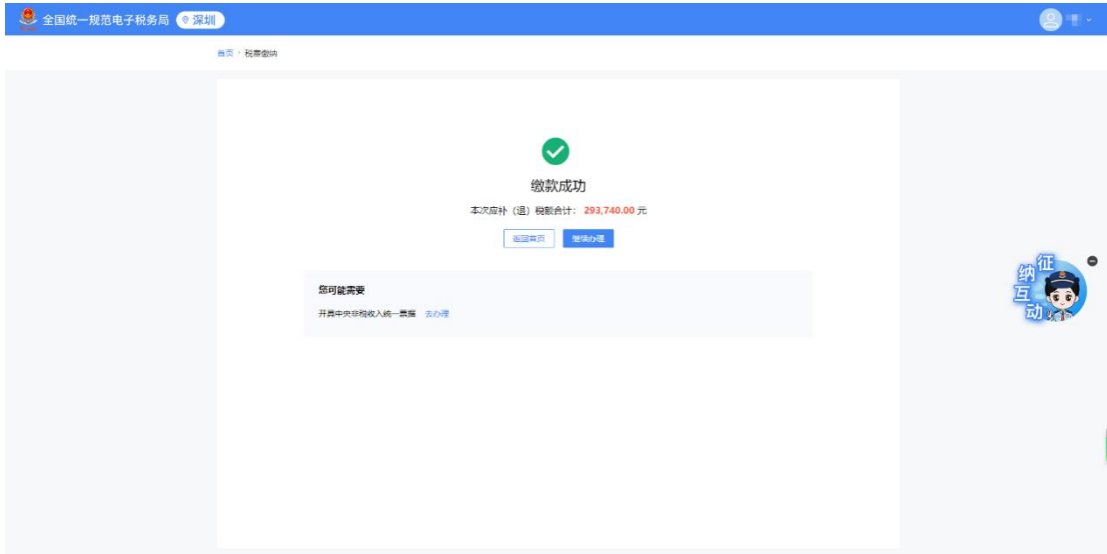 全国统一规范电子税务局 深圳
首页 › 税费缴纳
缴款成功
本次应补（退）税额合计： 293,740.00 元
返回首页 继续办理
您可能需要
开具中央非税收入统一票据 去办理
征纳互动